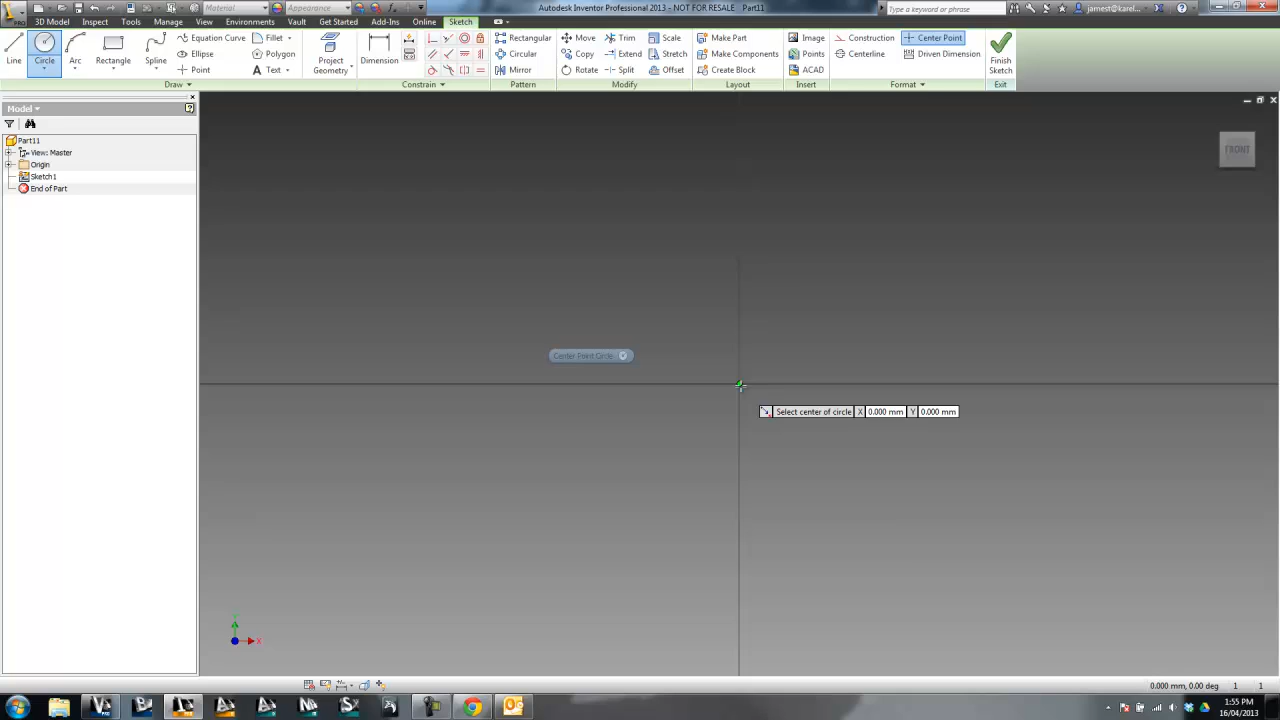 Material
Appearance
Autodesk Inventor Professional 2013 - NOT FOR RESALE Part11
Type a keyword or phrase
jamest@karel...
PRO
3D Model
Inspect
Tools
Manage
View
Environments
Vault
Get Started
Add-Ins
Online
Sketch
Line
Circle
Arc
Rectangle
Spline
Equation Curve
Ellipse
Point
Fillet
Polygon
Text
Draw
Project
Geometry
Dimension
Constrain
Rectangular
Circular
Mirror
Pattern
Move
Copy
Rotate
Trim
Extend
Split
Scale
Stretch
Offset
Modify
Make Part
Make Components
Create Block
Layout
Image
Points
ACAD
Insert
Construction
Centerline
Center Point
Driven Dimension
Format
Finish
Sketch
Exit
Model
Part11
View: Master
Origin
Sketch1
End of Part
FRONT
Center Point Circle
Select center of circle X 0.000 mm Y 0.000 mm
Y
X
0.000 mm, 0.00 deg 1 1
1:55 PM
16/04/2013